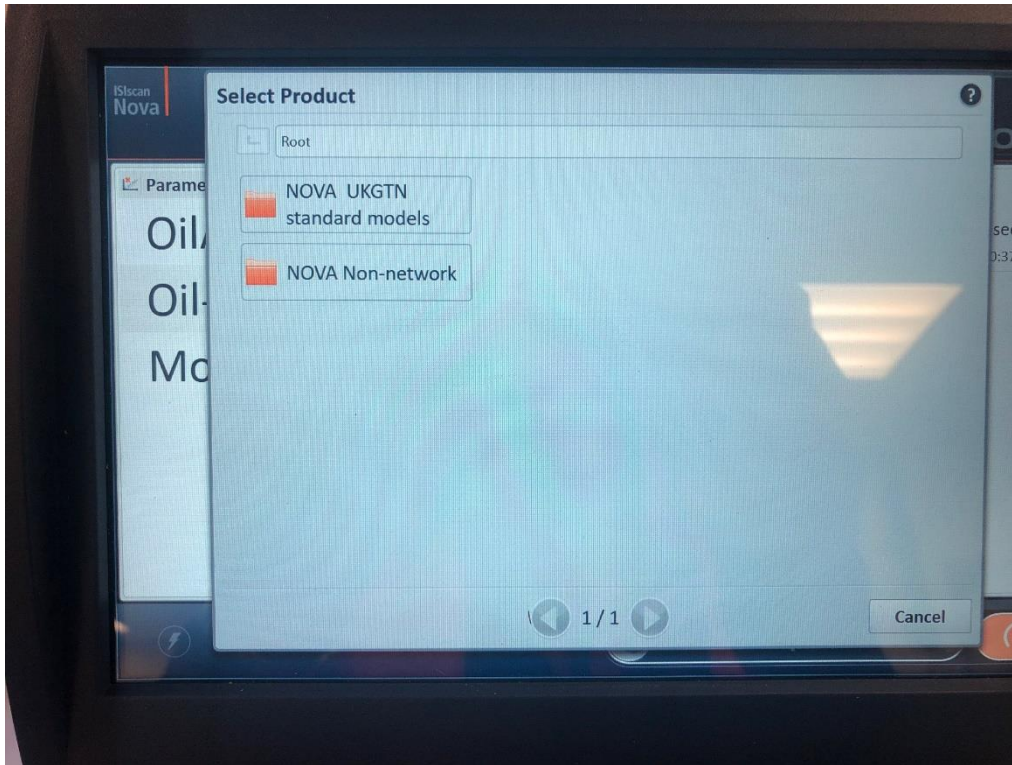 ISIscan
Nova
Select Product
?
Root
Parame
NOVA UKGTN
standard models
NOVA Non-network
Oil/
Oil-
Mo
1 / 1
Cancel